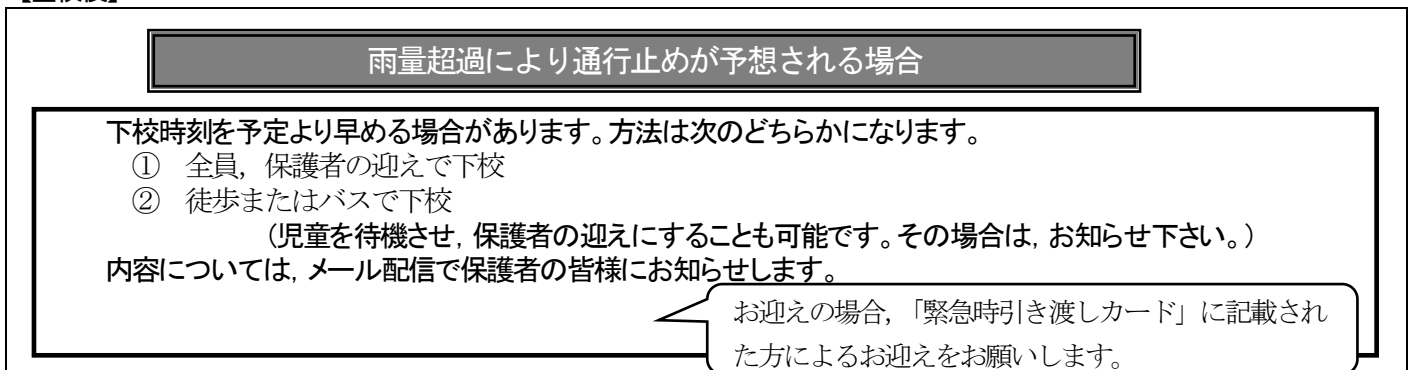 雨量超過により通行止めが予想される場合
下校時刻を予定より早める場合があります。方法は次のどちらかになります。
① 全員,保護者の迎えで下校
② 徒歩またはバスで下校
(児童を待機させ,保護者の迎えにすることも可能です。その場合は,お知らせ下さい。)
内容については,メール配信で保護者の皆様にお知らせします。
お迎えの場合,「緊急時引き渡しカード」に記載され
た方によるお迎えをお願いします。